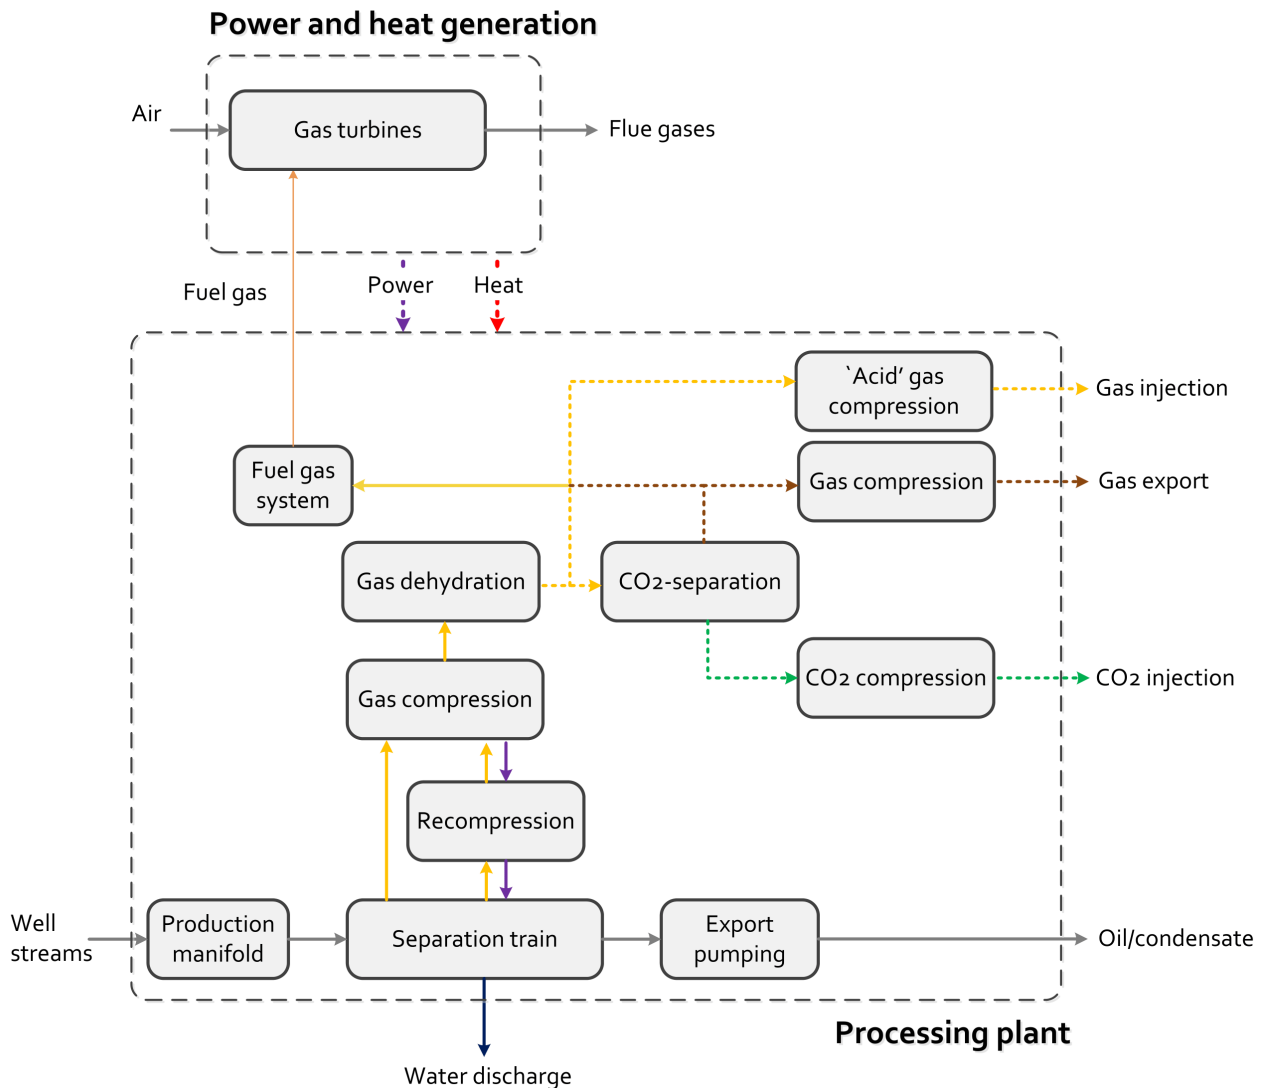 Power and heat generation
Air
Gas turbines
Flue gases
Fuel gas
Power
Heat
`Acid’ gas
compression
Gas injection
Fuel gas
system
Gas compression
Gas export
Gas dehydration
CO2-separation
Gas compression
CO2 compression
CO2 injection
Recompression
Well
streams
Production
manifold
Separation train
Export
pumping
Oil/condensate
Processing plant
Water discharge